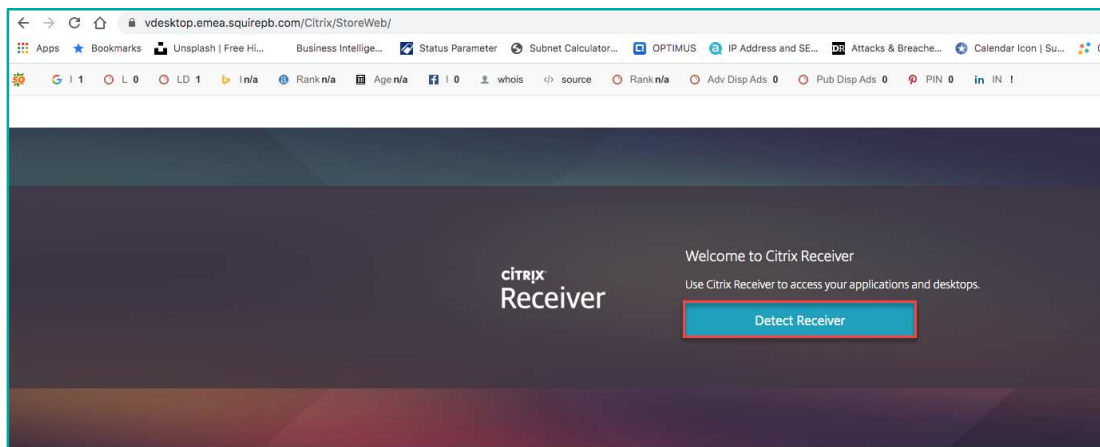 vdesktop.emea.squirepb.com/Citrix/StoreWeb/
Apps Bookmarks Unsplash | Free Hi... Business Intellige... Status Parameter Subnet Calculator... OPTIMUS IP Address and SE... DR Attacks & Breache... Calendar Icon | Su...
SQ G I 1 L 0 LD 1 I n/a Rank n/a Age n/a I 0 whois </> source Rank n/a Adv Disp Ads 0 Pub Disp Ads 0 PIN 0 in IN !
Welcome to Citrix Receiver
CITRIX
Receiver
Use Citrix Receiver to access your applications and desktops.
Detect Receiver